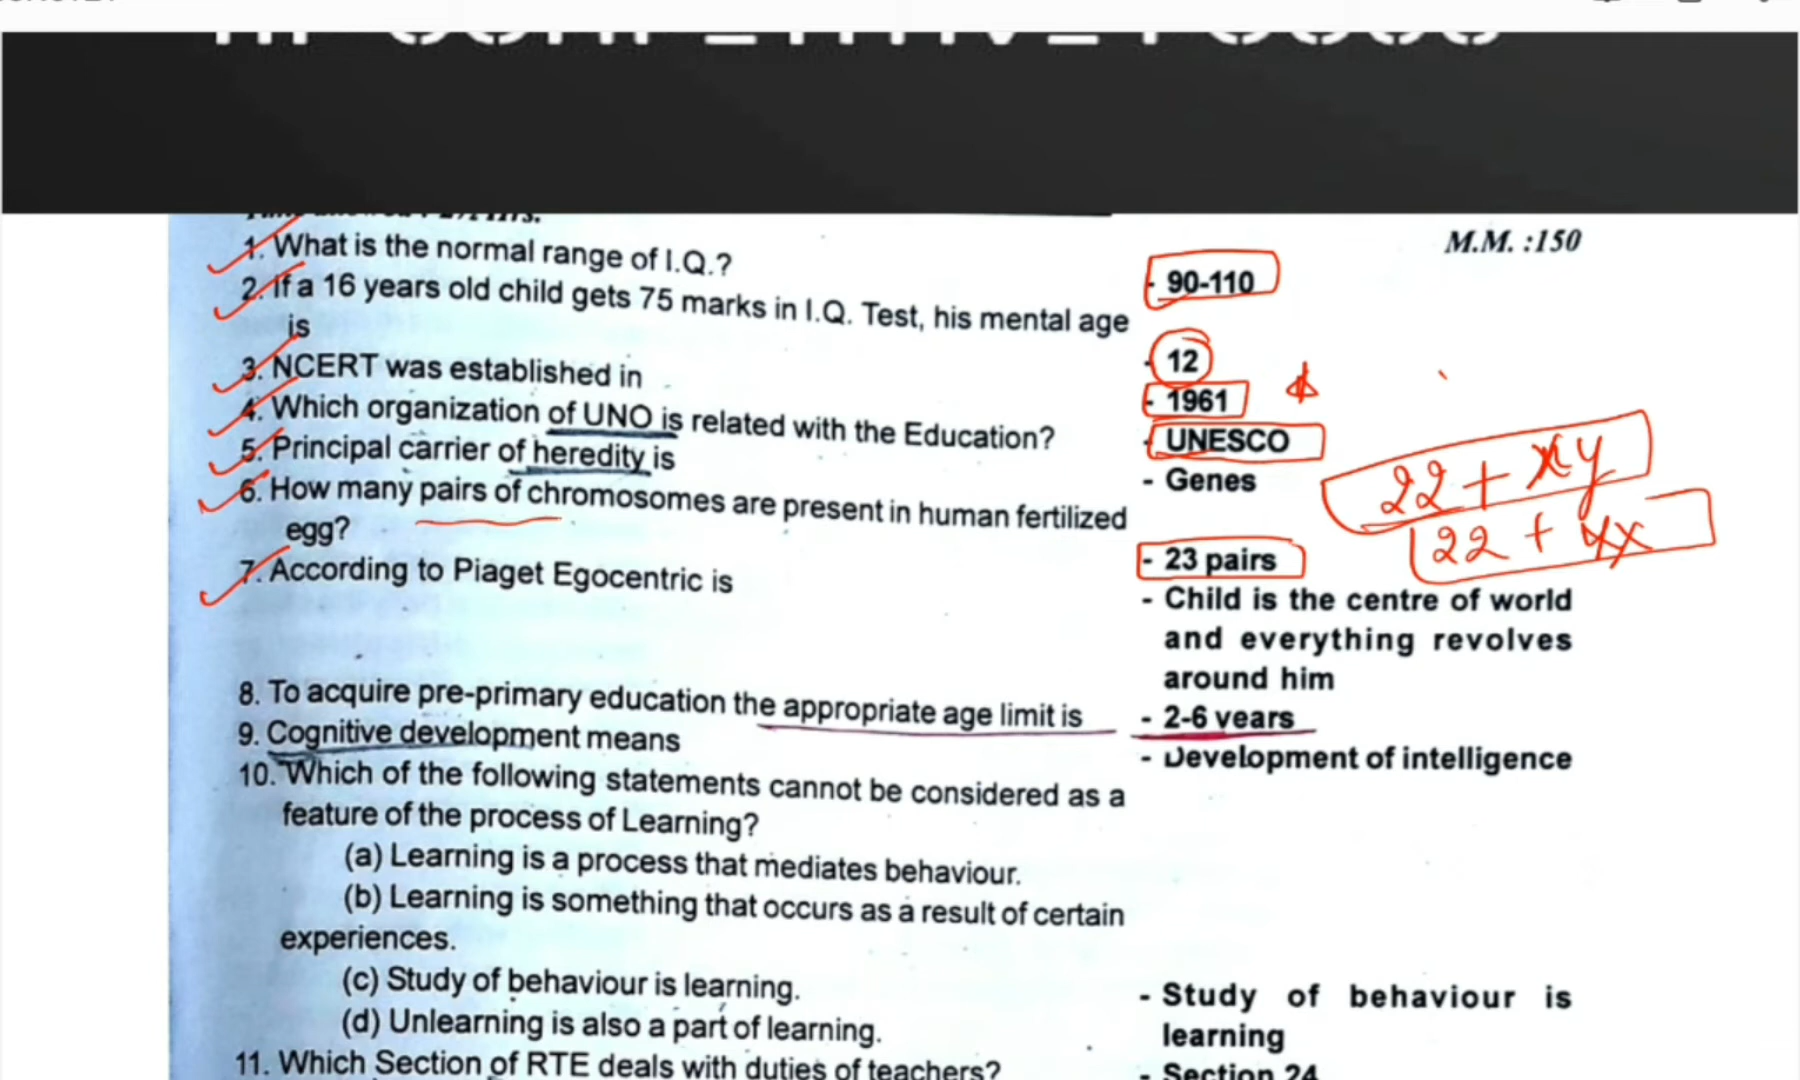 M.M. :150
1. What is the normal range of I.Q.?
- 90-110
2. If a 16 years old child gets 75 marks in I.Q. Test, his mental age
is
- 12
3. NCERT was established in
- 1961
4. Which organization of UNO is related with the Education?
- UNESCO
5. Principal carrier of heredity is
- Genes
22 + xy
6. How many pairs of chromosomes are present in human fertilized
egg?
- 23 pairs
22 +
7. According to Piaget Egocentric is
- Child is the centre of world
and everything revolves
around him
8. To acquire pre-primary education the appropriate age limit is
- 2-6 years
9. Cognitive development means
- Development of intelligence
10. Which of the following statements cannot be considered as a
feature of the process of Learning?
(a) Learning is a process that mediates behaviour.
(b) Learning is something that occurs as a result of certain
experiences.
(c) Study of behaviour is learning.
- Study of behaviour is
learning
(d) Unlearning is also a part of learning.
11. Which Section of RTE deals with duties of teachers?
- Section 24